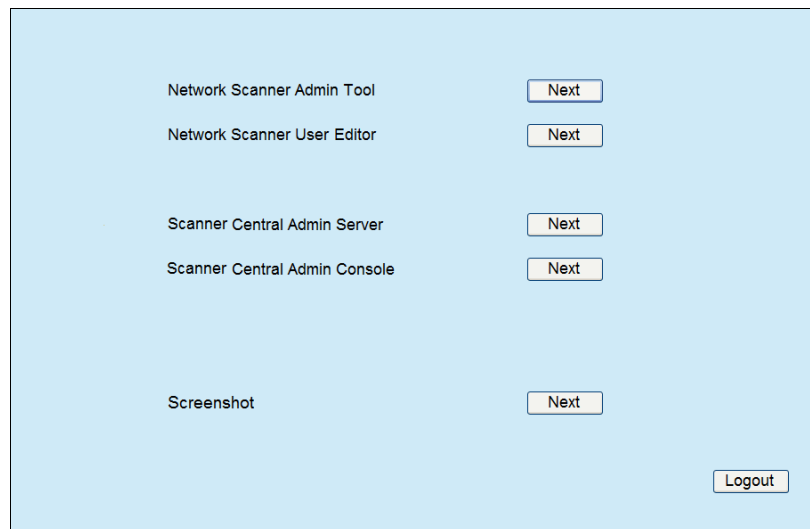 Network Scanner Admin Tool Next
Network Scanner User Editor Next
Scanner Central Admin Server Next
Scanner Central Admin Console Next
Screenshot Next
Logout